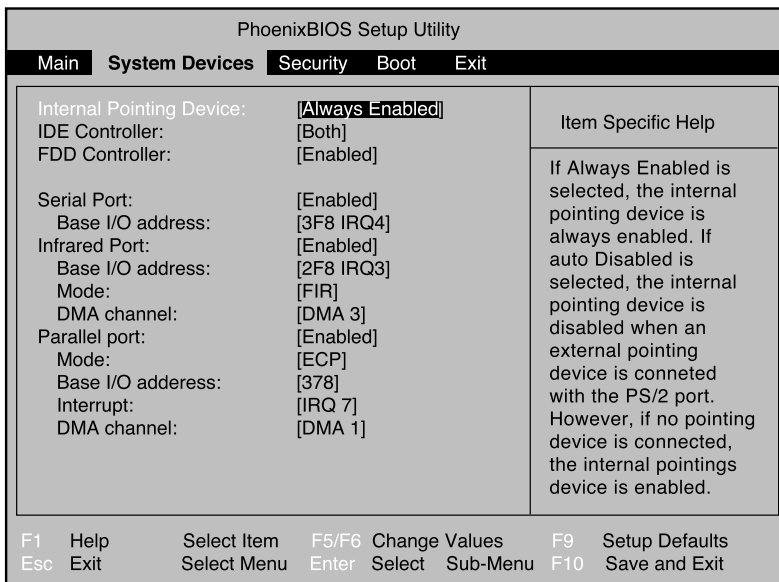 PhoenixBIOS Setup Utility
Main System Devices Security Boot Exit
Internal Pointing Device: [Always Enabled]
IDE Controller: [Both]
FDD Controller: [Enabled]
Serial Port: [Enabled]
Base I/O address: [3F8 IRQ4]
Infrared Port: [Enabled]
Base I/O address: [2F8 IRQ3]
Mode: [FIR]
DMA channel: [DMA 3]
Parallel port: [Enabled]
Mode: [ECP]
Base I/O adderess: [378]
Interrupt: [IRQ 7]
DMA channel: [DMA 1]
Item Specific Help
If Always Enabled is
selected, the internal
pointing device is
always enabled. If
auto Disabled is
selected, the internal
pointing device is
disabled when an
external pointing
device is conneted
with the PS/2 port.
However, if no pointing
device is connected,
the internal pointings
device is enabled.
F1 Help Select Item F5/F6 Change Values F9 Setup Defaults
Esc Exit Select Menu Enter Select Sub-Menu F10 Save and Exit